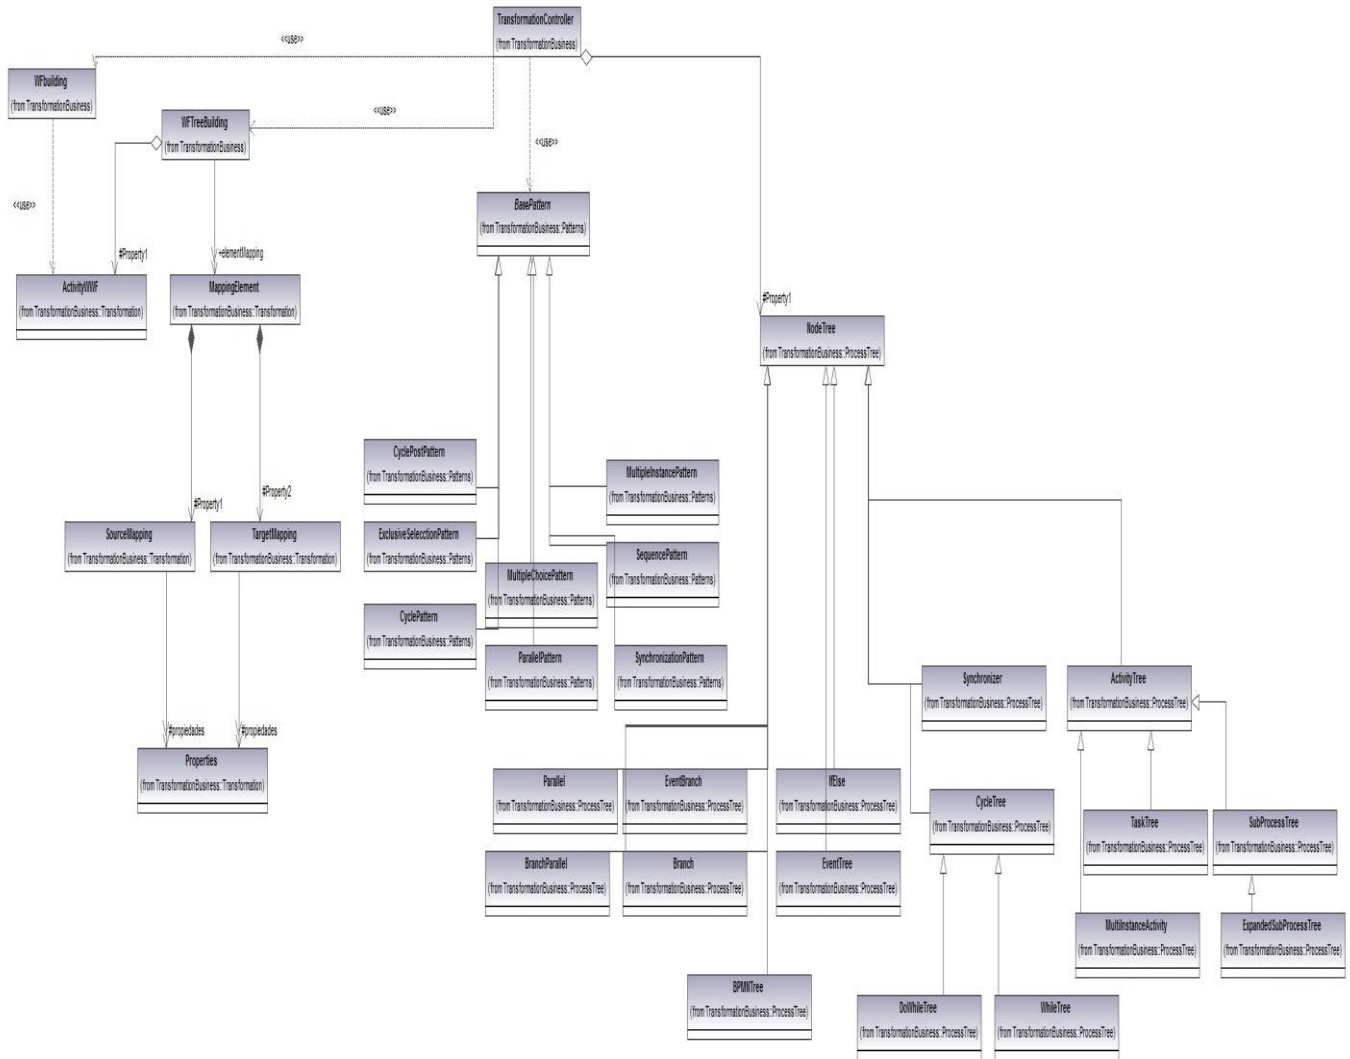 TransformationController
(from TransformationBusiness)
<<use>>
WFbuilding
(from TransformationBusiness)
<<use>>
WFTreeBuilding
(from TransformationBusiness)
<<use>>
BasePattern
(from TransformationBusiness::Patterns)
<<use>>
#Property1
+elementMapping
ActivityWWF
(from TransformationBusiness::Transformation)
MappingElement
(from TransformationBusiness::Transformation)
#Property1
NodeTree
(from TransformationBusiness::ProcessTree)
CyclePostPattern
(from TransformationBusiness::Patterns)
MultipleInstancePattern
(from TransformationBusiness::Patterns)
#Property1
#Property2
SourceMapping
(from TransformationBusiness::Transformation)
TargetMapping
(from TransformationBusiness::Transformation)
ExclusiveSelecctionPattern
(from TransformationBusiness::Patterns)
SequencePattern
(from TransformationBusiness::Patterns)
MultipleChoicePattern
(from TransformationBusiness::Patterns)
CyclePattern
(from TransformationBusiness::Patterns)
ParallelPattern
(from TransformationBusiness::Patterns)
SynchronizationPattern
(from TransformationBusiness::Patterns)
Synchronizer
(from TransformationBusiness::ProcessTree)
ActivityTree
(from TransformationBusiness::ProcessTree)
#propiedades
#propiedades
Properties
(from TransformationBusiness::Transformation)
Parallel
(from TransformationBusiness::ProcessTree)
EventBranch
(from TransformationBusiness::ProcessTree)
IfElse
(from TransformationBusiness::ProcessTree)
CycleTree
(from TransformationBusiness::ProcessTree)
TaskTree
(from TransformationBusiness::ProcessTree)
SubProcessTree
(from TransformationBusiness::ProcessTree)
BranchParallel
(from TransformationBusiness::ProcessTree)
Branch
(from TransformationBusiness::ProcessTree)
EventTree
(from TransformationBusiness::ProcessTree)
MultiInstanceActivity
(from TransformationBusiness::ProcessTree)
ExpandedSubProcessTree
(from TransformationBusiness::ProcessTree)
BPMNTree
(from TransformationBusiness::ProcessTree)
DoWhileTree
(from TransformationBusiness::ProcessTree)
WhileTree
(from TransformationBusiness::ProcessTree)